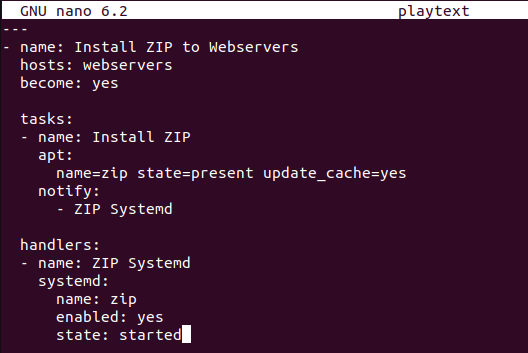 GNU nano 6.2 playtext
---
- name: Install ZIP to Webservers
  hosts: webservers
  become: yes

  tasks:
  - name: Install ZIP
    apt:
      name=zip state=present update_cache=yes
    notify:
      - ZIP Systemd

  handlers:
  - name: ZIP Systemd
    systemd:
      name: zip
      enabled: yes
      state: started